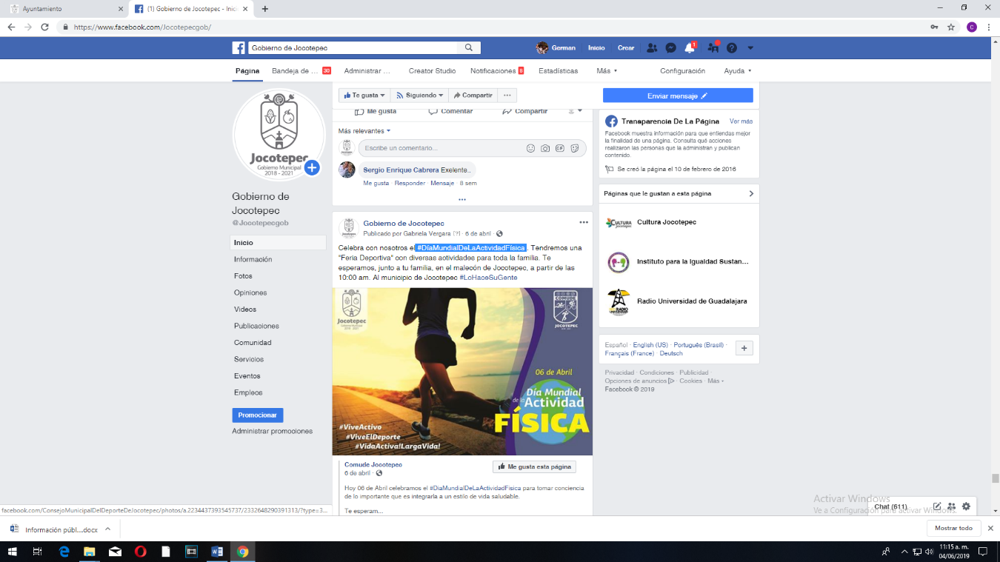 Ayuntamiento
(1) Gobierno de Jocotepec - Inici
https://www.facebook.com/Jocotepecgob/
Gobierno de Jocotepec
German Inicio Crear 1
Página Bandeja de ... 30 Administrar ... Creator Studio Notificaciones 8 Estadísticas Más Configuración Ayuda
Te gusta Siguiendo Compartir ...
Enviar mensaje
Jocotepec
Gobierno Municipal
2018 - 2021
Gobierno de
Jocotepec
@Jocotepecgob
Inicio
Información
Fotos
Opiniones
Videos
Publicaciones
Comunidad
Servicios
Eventos
Empleos
Promocionar
Administrar promociones
Me gusta Comentar Compartir
Más relevantes
Escribe un comentario...
GIF
Sergio Enrique Cabrera Exelente..
Me gusta · Responder · Mensaje · 8 sem
...
Gobierno de Jocotepec ...
Publicado por Gabriela Vergara [?] · 6 de abril ·
Celebra con nosotros el #DíaMundialDeLaActividadFísica . Tendremos una
"Feria Deportiva" con diversas actividades para toda la familia. Te
esperamos, junto a tu familia, en el malecón de Jocotepec, a partir de las
10:00 am. Al municipio de Jocotepec #LoHaceSuGente
Jocotepec
Gobierno Municipal
2018 - 2021
COMUDE
JOCOTEPEC
06 de Abril
Día Mundial
de la Actividad
FÍSICA
#ViveActivo
#ViveElDeporte
#VidaActiva!LargaVida!
Comude Jocotepec
6 de abril ·
Me gusta esta página
Hoy 06 de Abril celebramos el #DiaMundialDeLaActividadFisica para tomar conciencia
de lo importante que es integrarla a un estilo de vida saludable.
Te esperam...
Transparencia De La Página Ver más
Facebook muestra información para que entiendas mejor
la finalidad de una página. Consulta qué acciones
realizaron las personas que la administran y publican
contenido.
Se creó la página el 10 de febrero de 2016
Páginas que le gustan a esta página
CULTURA
Jocotepec
Cultura Jocotepec
Instituto para la Igualdad Sustan...
RADIO
Radio Universidad de Guadalajara
Español · English (US) · Português (Brasil) ·
Français (France) · Deutsch
Privacidad · Condiciones · Publicidad ·
Opciones de anuncios · Cookies · Más
Facebook © 2019
Activar Windows
Ve a Configuración para activar Windows.
Chat (611)
facebook.com/ConsejoMunicipalDelDeporteDeJocotepec/photos/a.2234437393545737/2332648290391313/?type=3...
Información públ....docx
Mostrar todo
11:15 a. m.
04/06/2019